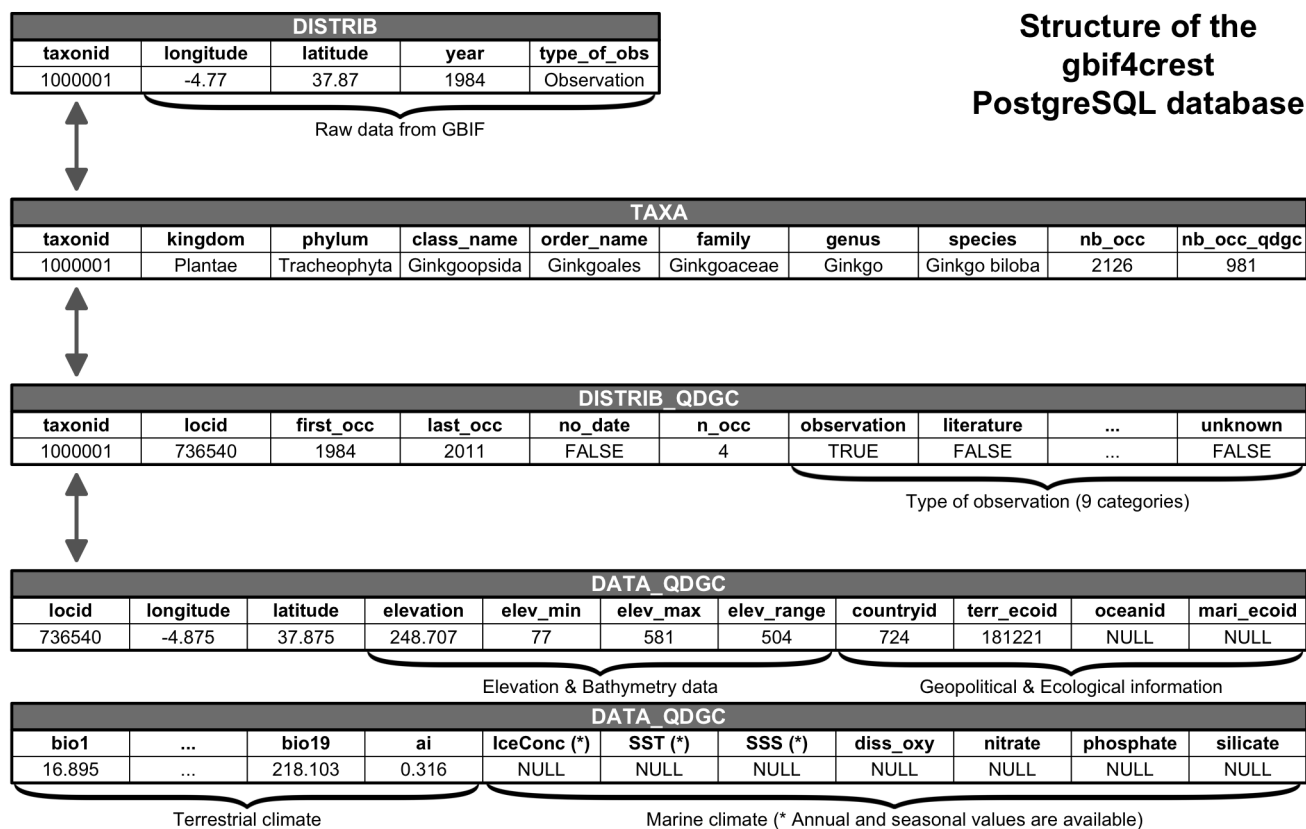 Structure of the
gbif4crest
PostgreSQL database
DISTRIB
taxonid longitude latitude year type_of_obs
1000001 -4.77 37.87 1984 Observation
Raw data from GBIF
TAXA
taxonid kingdom phylum class_name order_name family genus species nb_occ nb_occ_qdgc
1000001 Plantae Tracheophyta Ginkgoopsida Ginkgoales Ginkgoaceae Ginkgo Ginkgo biloba 2126 981
DISTRIB_QDGC
taxonid locid first_occ last_occ no_date n_occ observation literature ... unknown
1000001 736540 1984 2011 FALSE 4 TRUE FALSE ... FALSE
Type of observation (9 categories)
DATA_QDGC
locid longitude latitude elevation elev_min elev_max elev_range countryid terr_ecoid oceanid mari_ecoid
736540 -4.875 37.875 248.707 77 581 504 724 181221 NULL NULL
Elevation & Bathymetry data Geopolitical & Ecological information
DATA_QDGC
bio1 ... bio19 ai IceConc (*) SST (*) SSS (*) diss_oxy nitrate phosphate silicate
16.895 ... 218.103 0.316 NULL NULL NULL NULL NULL NULL NULL
Terrestrial climate Marine climate (* Annual and seasonal values are available)